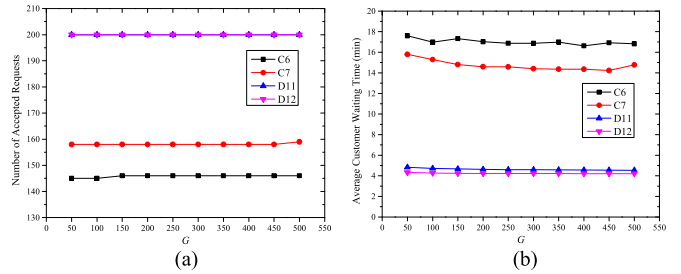 200
190
180
170
160
150
140
130
Number of Accepted Requests
C6
C7
D11
D12
0 50 100 150 200 250 300 350 400 450 500 550
G
(a)
20
18
16
14
12
10
8
6
4
2
0
Average Customer Waiting Time (min)
C6
C7
D11
D12
0 50 100 150 200 250 300 350 400 450 500 550
G
(b)